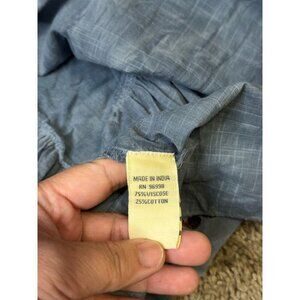 MADE IN INDIA
RN 96998
75%VISCOSE
25%COTTON